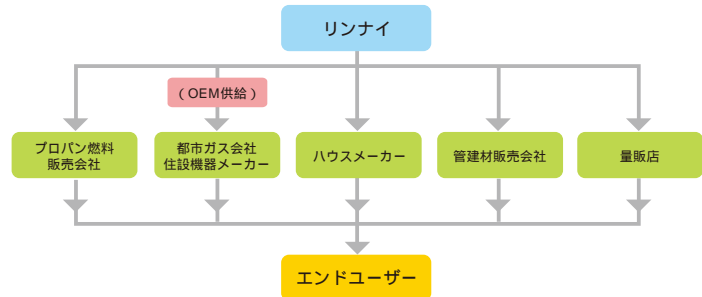 リンナイ
（OEM供給）
プロパン燃料
販売会社
都市ガス会社
住設機器メーカー
ハウスメーカー
管建材販売会社
量販店
エンドユーザー